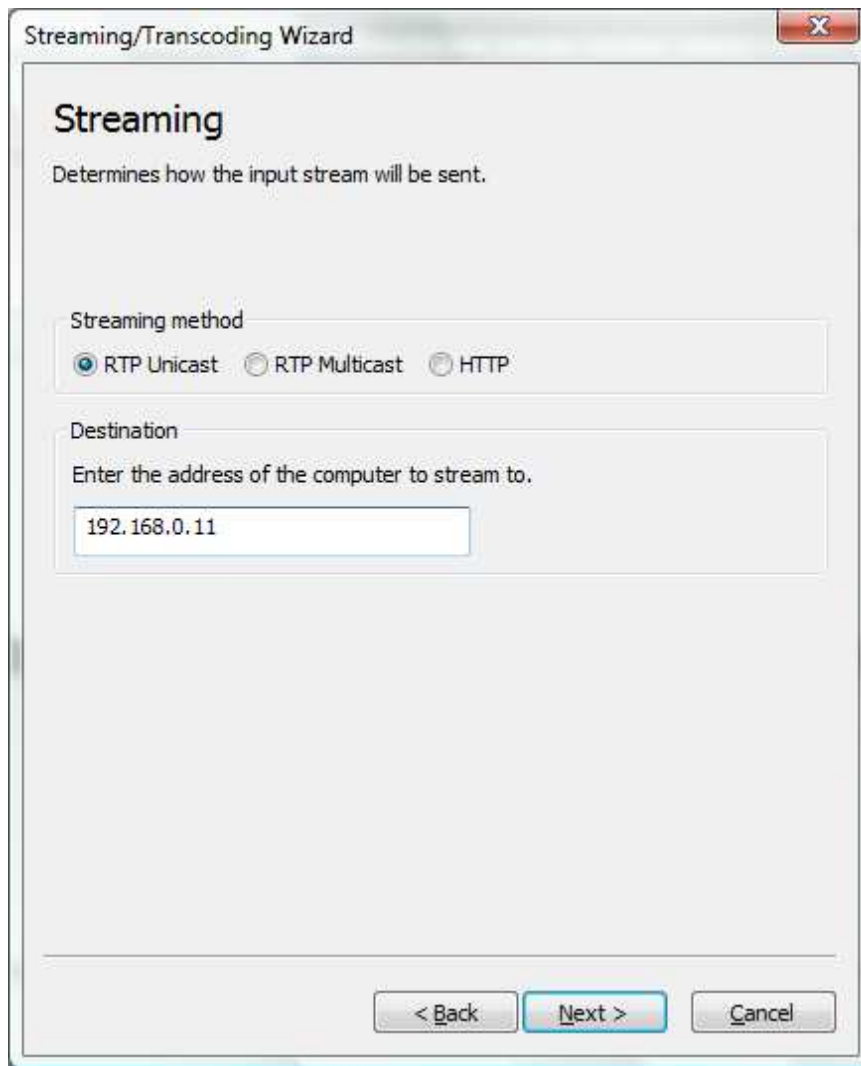 Streaming/Transcoding Wizard
X
Streaming
Determines how the input stream will be sent.
Streaming method
RTP Unicast RTP Multicast HTTP
Destination
Enter the address of the computer to stream to.
192.168.0.11
< Back Next > Cancel